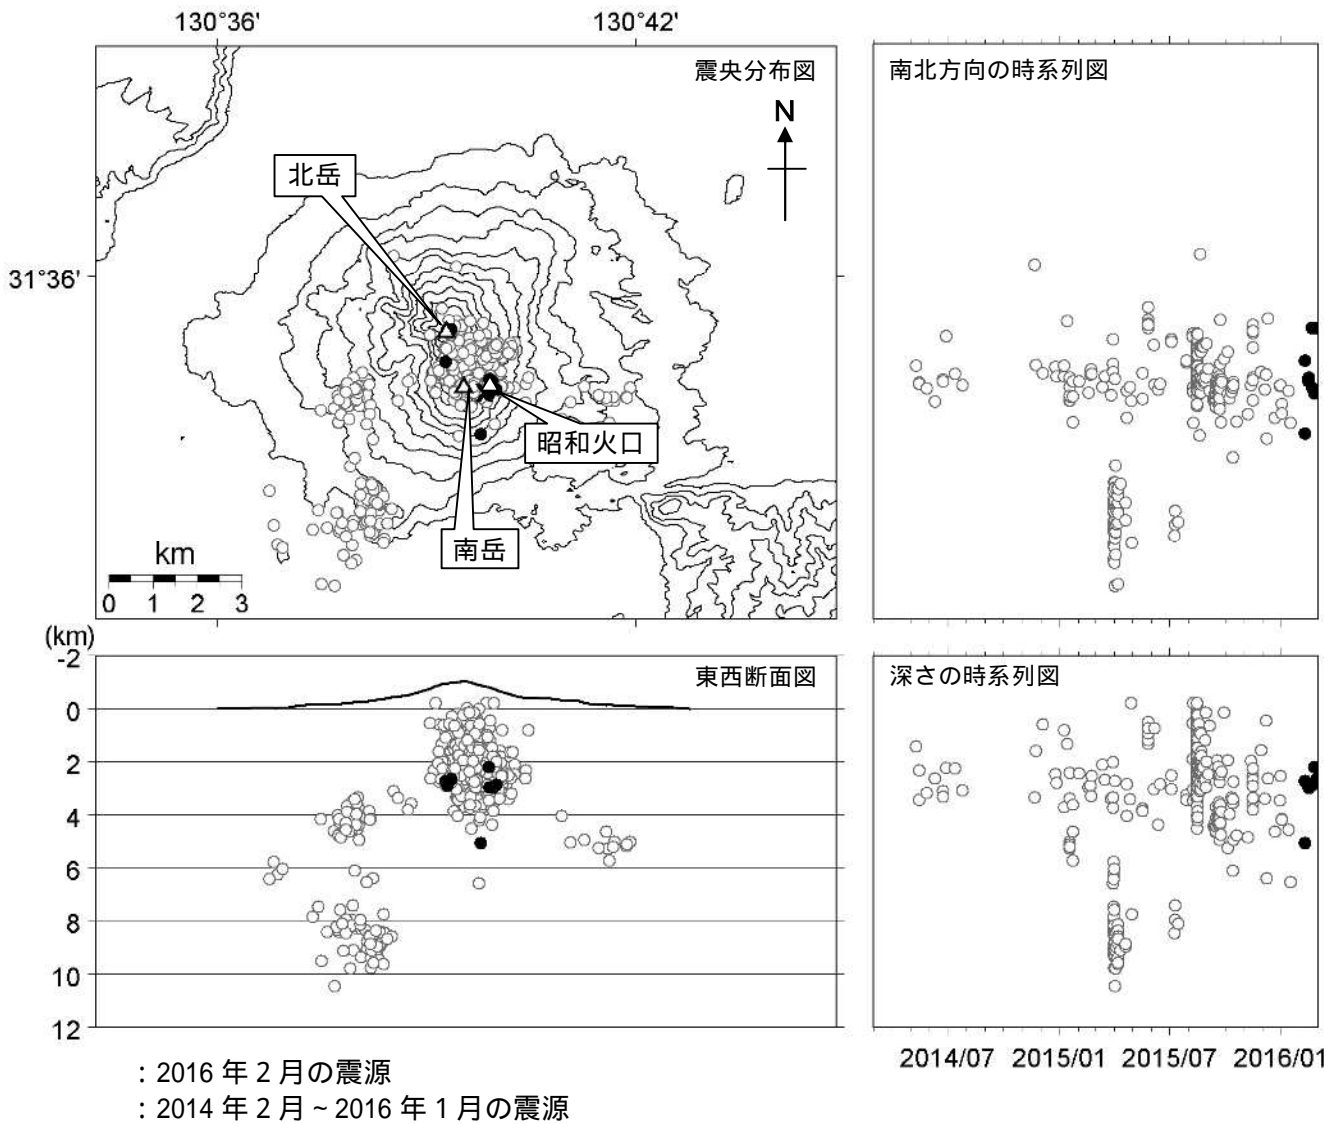 130°36'
130°42'
震央分布図
南北方向の時系列図
N
北岳
31°36'
昭和火口
南岳
km
0 1 2 3
(km)
-2
東西断面図
深さの時系列図
0
2
4
6
8
10
12
2014/07 2015/01 2015/07 2016/01
：2016 年 2 月の震源
：2014 年 2 月～2016 年 1 月の震源